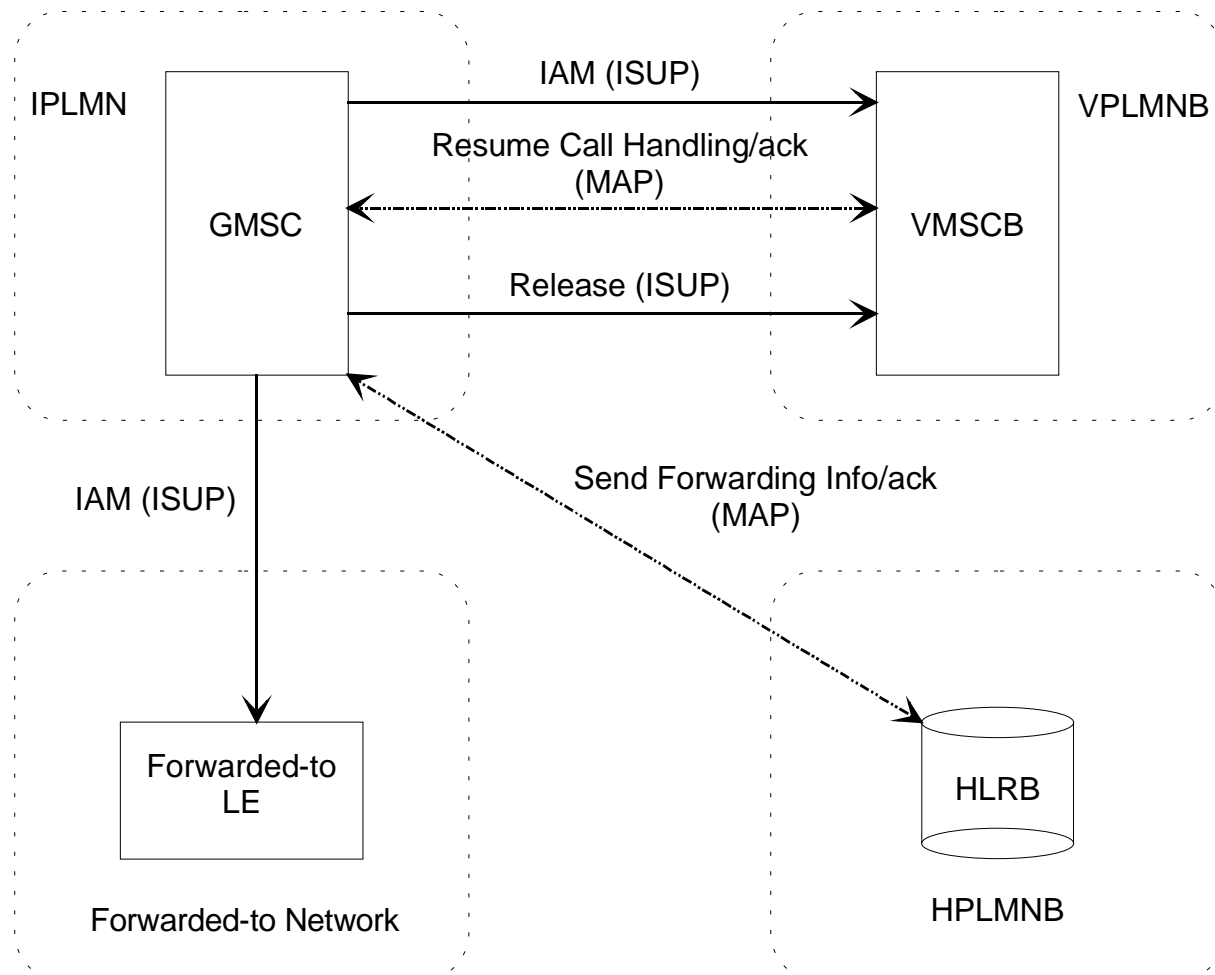 IAM (ISUP)
IPLMN
VPLMNB
Resume Call Handling/ack
(MAP)
GMSC
VMSCB
Release (ISUP)
Send Forwarding Info/ack
(MAP)
IAM (ISUP)
Forwarded-to
LE
HLRB
Forwarded-to Network
HPLMNB